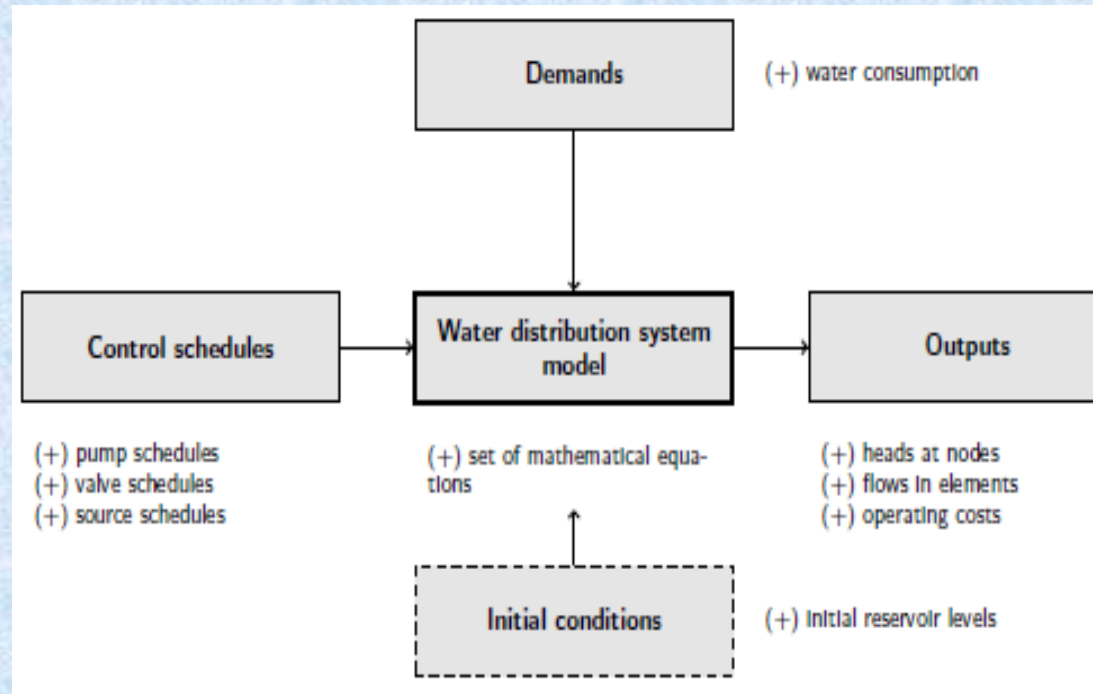 Demands
(+) water consumption
Control schedules
Water distribution system
model
Outputs
(+) pump schedules
(+) valve schedules
(+) source schedules
(+) set of mathematical equa-
tions
(+) heads at nodes
(+) flows in elements
(+) operating costs
Initial conditions
(+) initial reservoir levels